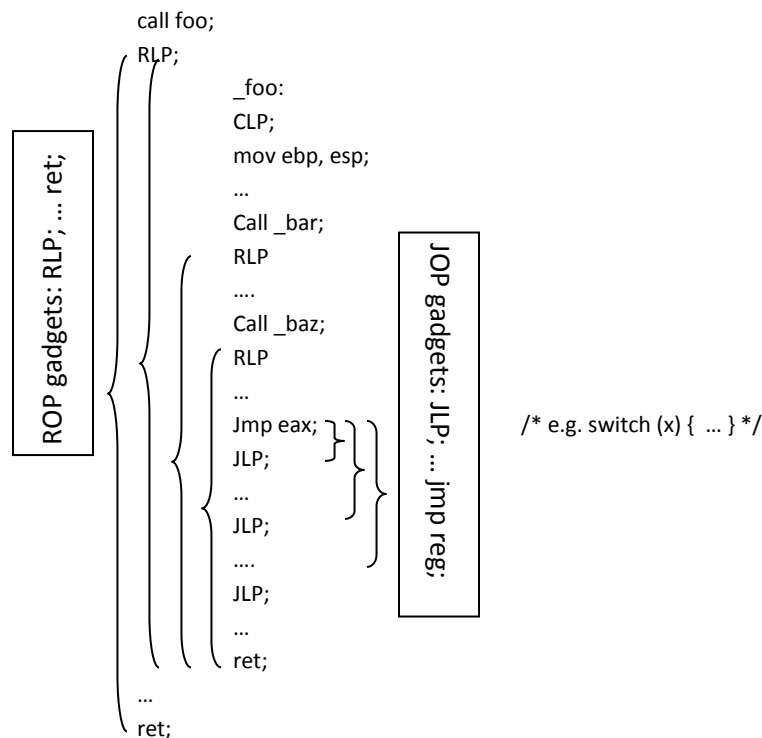 call foo;
RLP;
_foo:
CLP;
mov ebp, esp;
...
Call _bar;
RLP
....
Call _baz;
RLP
...
Jmp eax;
/* e.g. switch (x) { ... } */
JLP;
...
JLP;
....
JLP;
...
ret;
...
ret;
ROP gadgets: RLP; ... ret;
JOP gadgets: JLP; ... jmp reg;